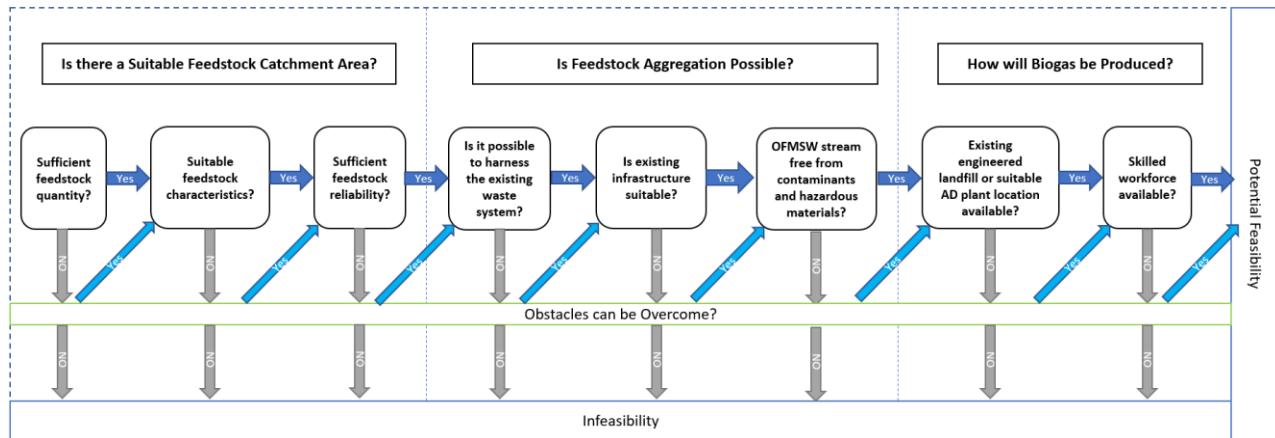 Is there a Suitable Feedstock Catchment Area?
Is Feedstock Aggregation Possible?
How will Biogas be Produced?
Sufficient
feedstock
quantity?
Yes
Suitable
feedstock
characteristics?
Yes
Sufficient
feedstock
reliability?
Yes
Is it possible
to harness
the existing
waste
system?
Yes
Is existing
infrastructure
suitable?
Yes
OFMSW stream
free from
contaminants
and hazardous
materials?
Yes
Existing
engineered
landfill or suitable
AD plant location
available?
Yes
Skilled
workforce
available?
Yes
Potential Feasibility
NO
Yes
NO
Yes
NO
Yes
NO
Yes
NO
Yes
NO
Yes
NO
Yes
NO
Yes
Obstacles can be Overcome?
NO
NO
NO
NO
NO
NO
NO
NO
Infeasibility